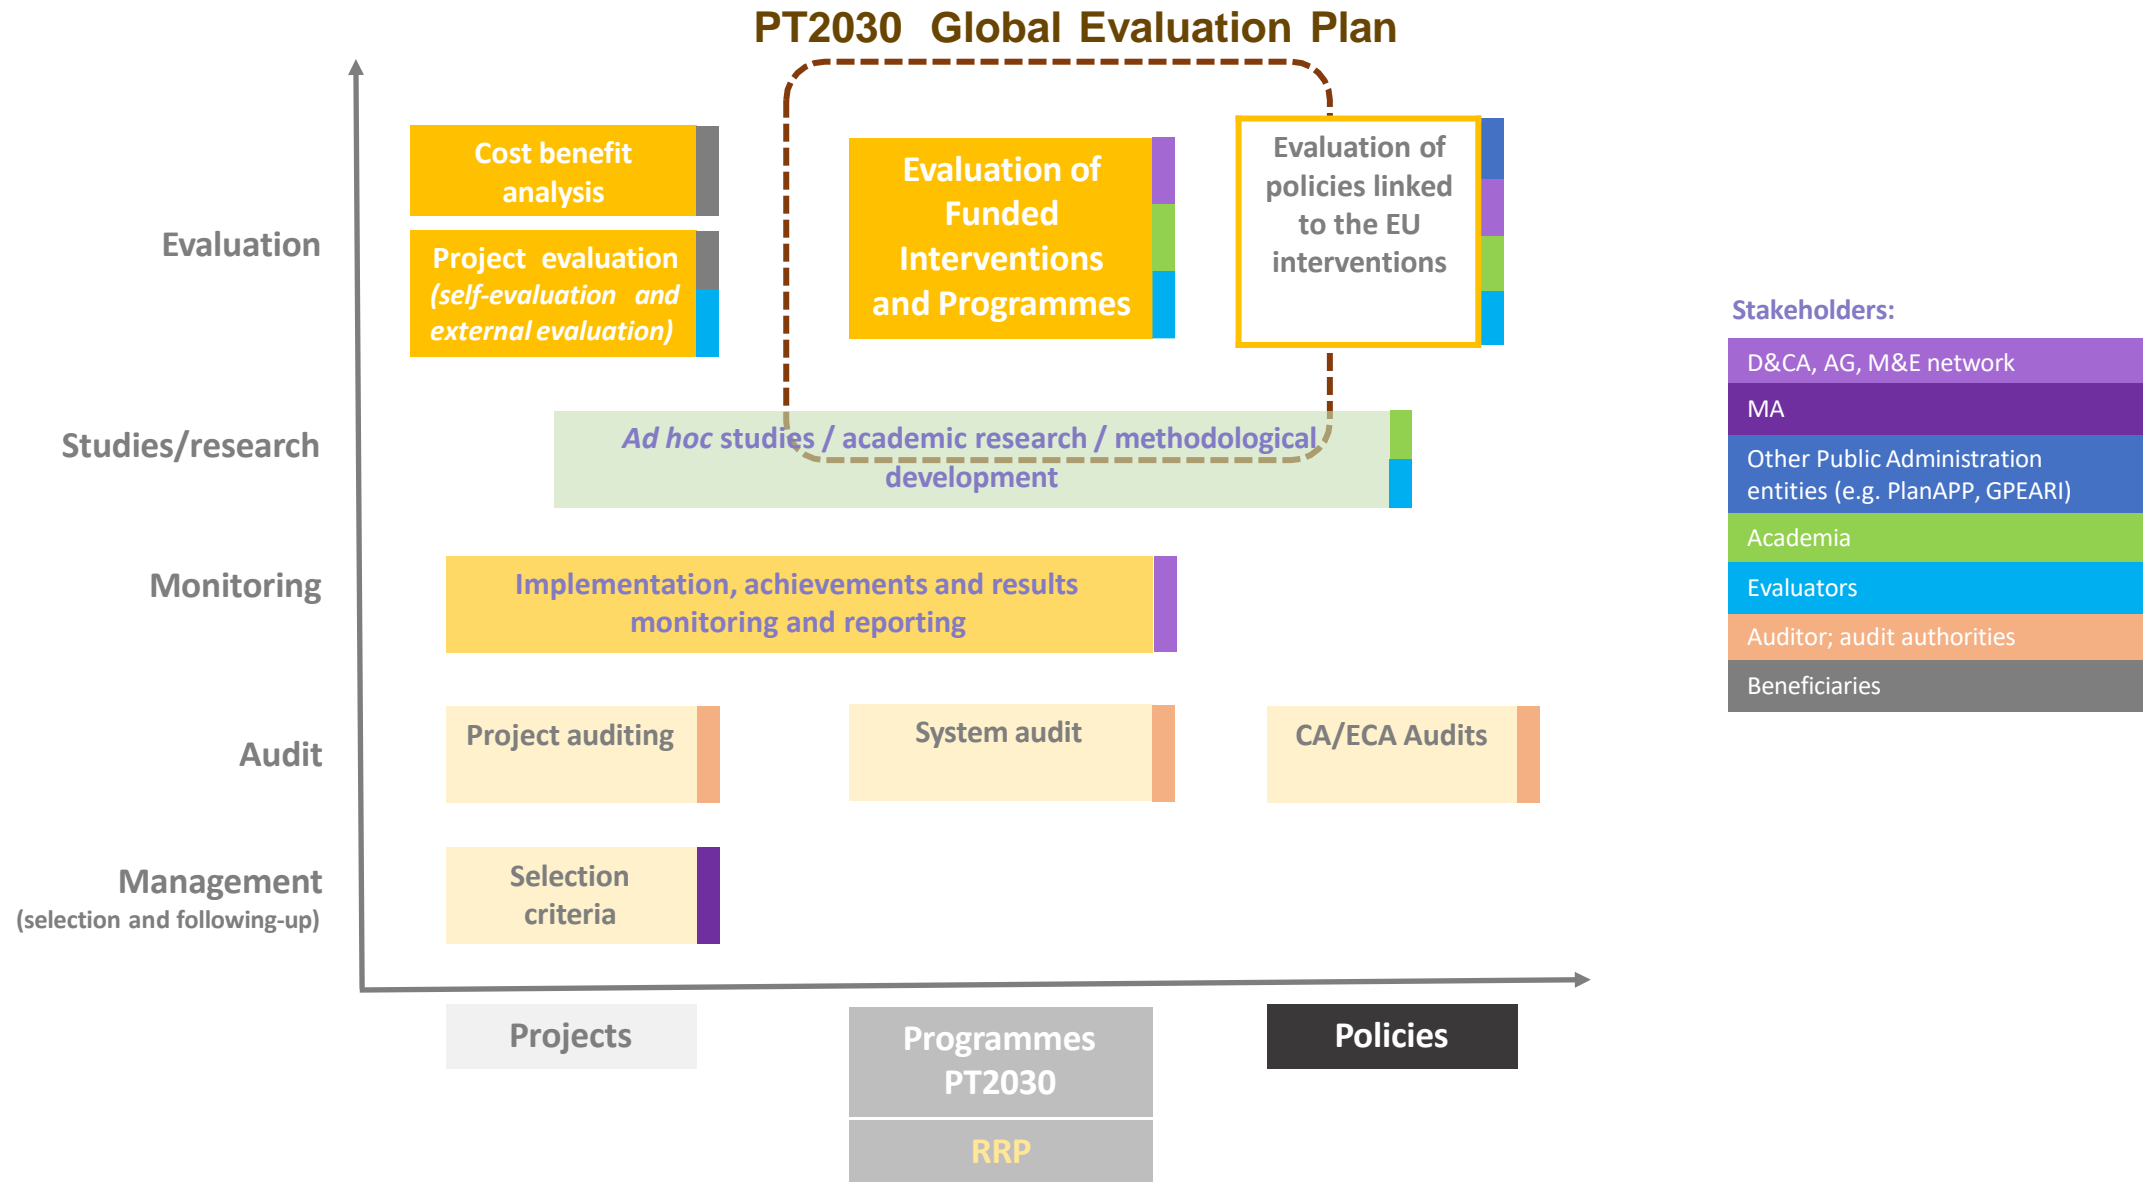 PT2030 Global Evaluation Plan
Evaluation
Cost benefit
analysis
Project evaluation
(self-evaluation and
external evaluation)
Evaluation of
Funded
Interventions
and Programmes
Evaluation of
policies linked
to the EU
interventions
Studies/research
Ad hoc studies / academic research / methodological
development
Monitoring
Implementation, achievements and results
monitoring and reporting
Audit
Project auditing
System audit
CA/ECA Audits
Management
(selection and following-up)
Selection
criteria
Projects
Programmes
PT2030
RRP
Policies
Stakeholders:
D&CA, AG, M&E network
MA
Other Public Administration
entities (e.g. PlanAPP, GPEARI)
Academia
Evaluators
Auditor; audit authorities
Beneficiaries